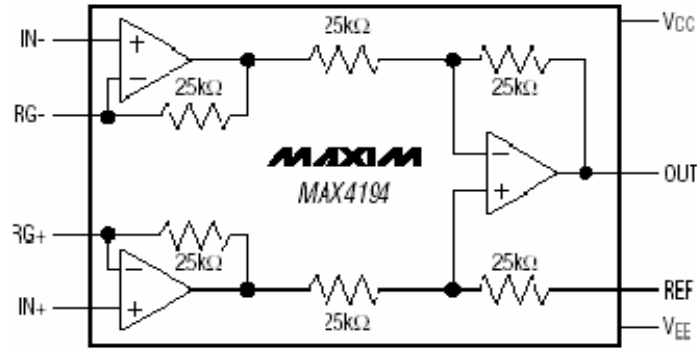 IN-
25kΩ
VCC
25kΩ
25kΩ
RG-
MAXIM
MAX4194
OUT
RG+
25kΩ
25kΩ
IN+
REF
25kΩ
VEE